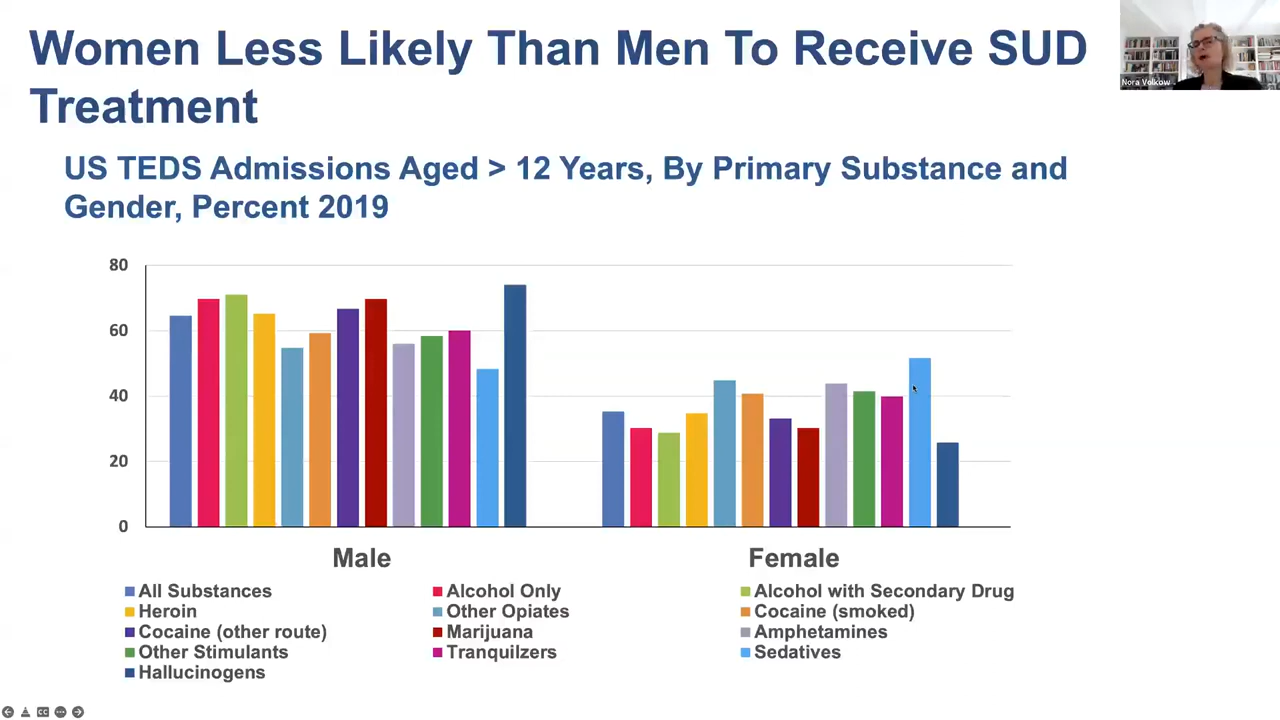 Women Less Likely Than Men To Receive SUD
Treatment
Nora Volkow
US TEDS Admissions Aged > 12 Years, By Primary Substance and
Gender, Percent 2019
80
60
40
20
0
Male
Female
All Substances
Alcohol Only
Alcohol with Secondary Drug
Heroin
Other Opiates
Cocaine (smoked)
Cocaine (other route)
Marijuana
Amphetamines
Other Stimulants
Tranquilzers
Sedatives
Hallucinogens
CC